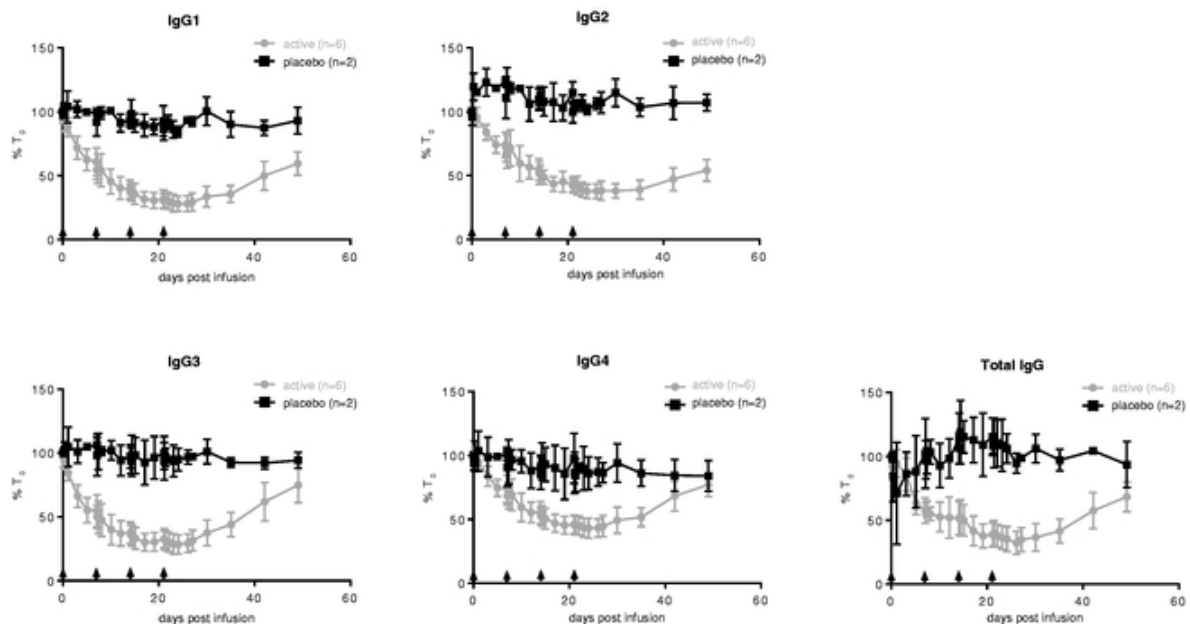 IgG1
active (n=6)
placebo (n=2)
150
100
50
0
% T0
0
20
40
60
days post infusion
IgG2
active (n=6)
placebo (n=2)
150
100
50
0
% T0
0
20
40
60
days post infusion
IgG3
active (n=6)
placebo (n=2)
150
100
50
0
% T0
0
20
40
60
days post infusion
IgG4
active (n=6)
placebo (n=2)
150
100
50
0
% T0
0
20
40
60
days post infusion
Total IgG
active (n=6)
placebo (n=2)
150
100
50
0
% T0
0
20
40
60
days post infusion